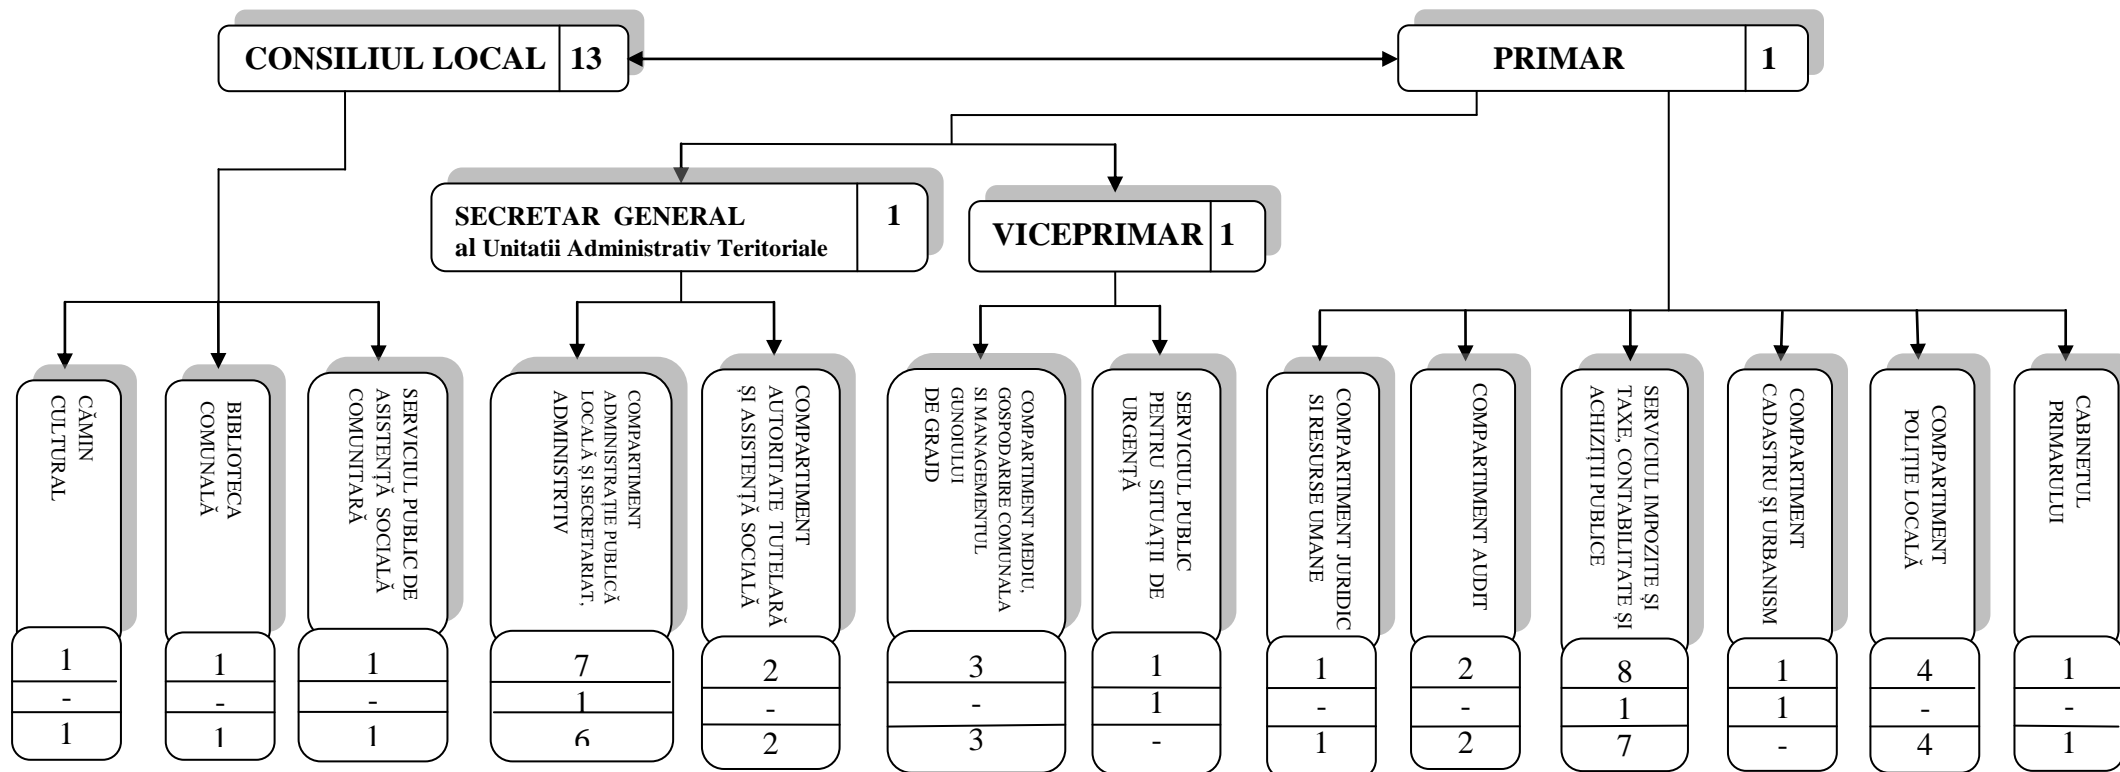 CONSILIUL LOCAL 13
PRIMAR 1
SECRETAR GENERAL 1
al Unitatii Administrativ Teritoriale
VICEPRIMAR 1
CĂMIN
CULTURAL
1
-
1
BIBLIOTECA
COMUNALĂ
1
-
1
SERVICIUL PUBLIC DE
ASISTENȚĂ SOCIALĂ
COMUNITARĂ
1
-
1
COMPARTIMENT
ADMINISTRAȚIE PUBLICĂ
LOCALĂ ȘI SECRETARIAT,
ADMINISTRTIV
7
1
6
COMPARTIMENT
AUTORITATE TUTELARĂ
ȘI ASISTENȚĂ SOCIALĂ
2
-
2
COMPARTIMENT MEDIU,
GOSPODARIRE COMUNALA
SI MANAGEMENTUL
GUNOIULUI
DE GRAJD
3
-
3
SERVICIUL PUBLIC
PENTRU SITUAȚII DE
URGENȚĂ
1
1
-
COMPARTIMENT JURIDIC
SI RESURSE UMANE
1
-
1
COMPARTIMENT AUDIT
2
-
2
SERVICIUL IMPOZITE ȘI
TAXE, CONTABILITATE ȘI
ACHIZIȚII PUBLICE
8
1
7
COMPARTIMENT
CADASTRU ȘI URBANISM
1
1
-
COMPARTIMENT
POLIȚIE LOCALĂ
4
-
4
CABINETUL
PRIMARULUI
1
-
1